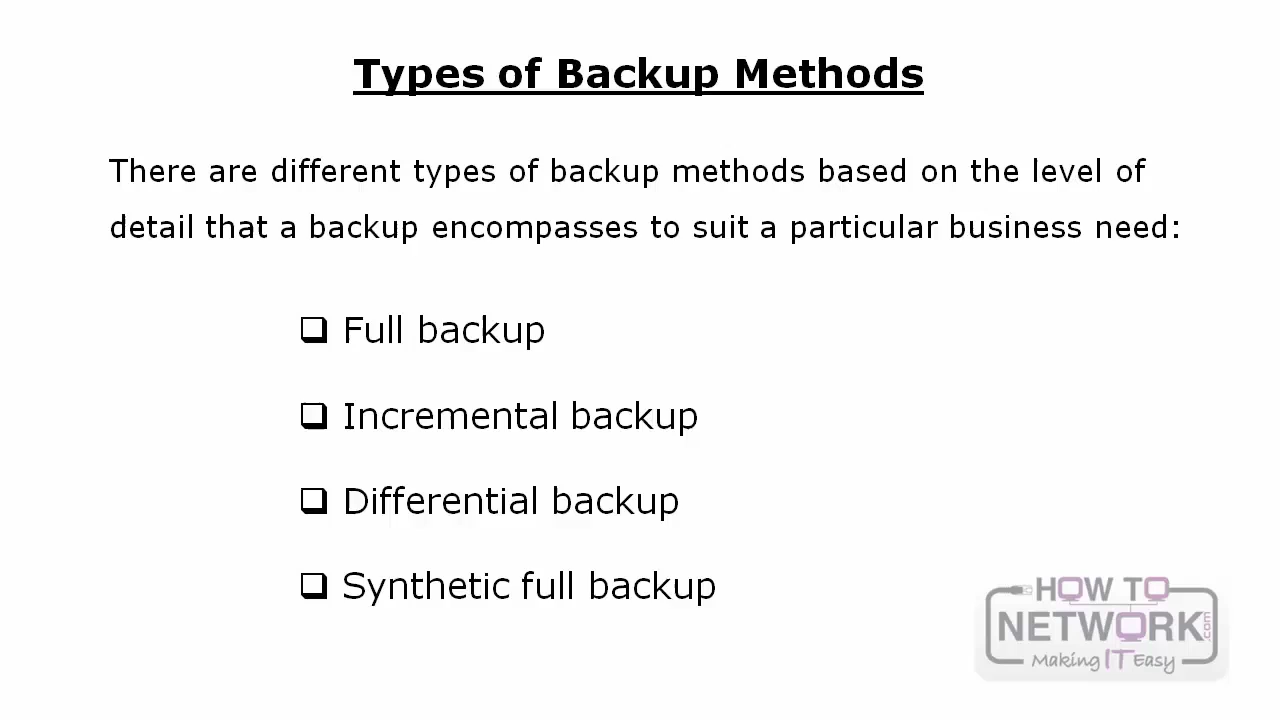 Types of Backup Methods
There are different types of backup methods based on the level of
detail that a backup encompasses to suit a particular business need:
Full backup
Incremental backup
Differential backup
Synthetic full backup
HOW TO
NETWORK.com
Making IT Easy